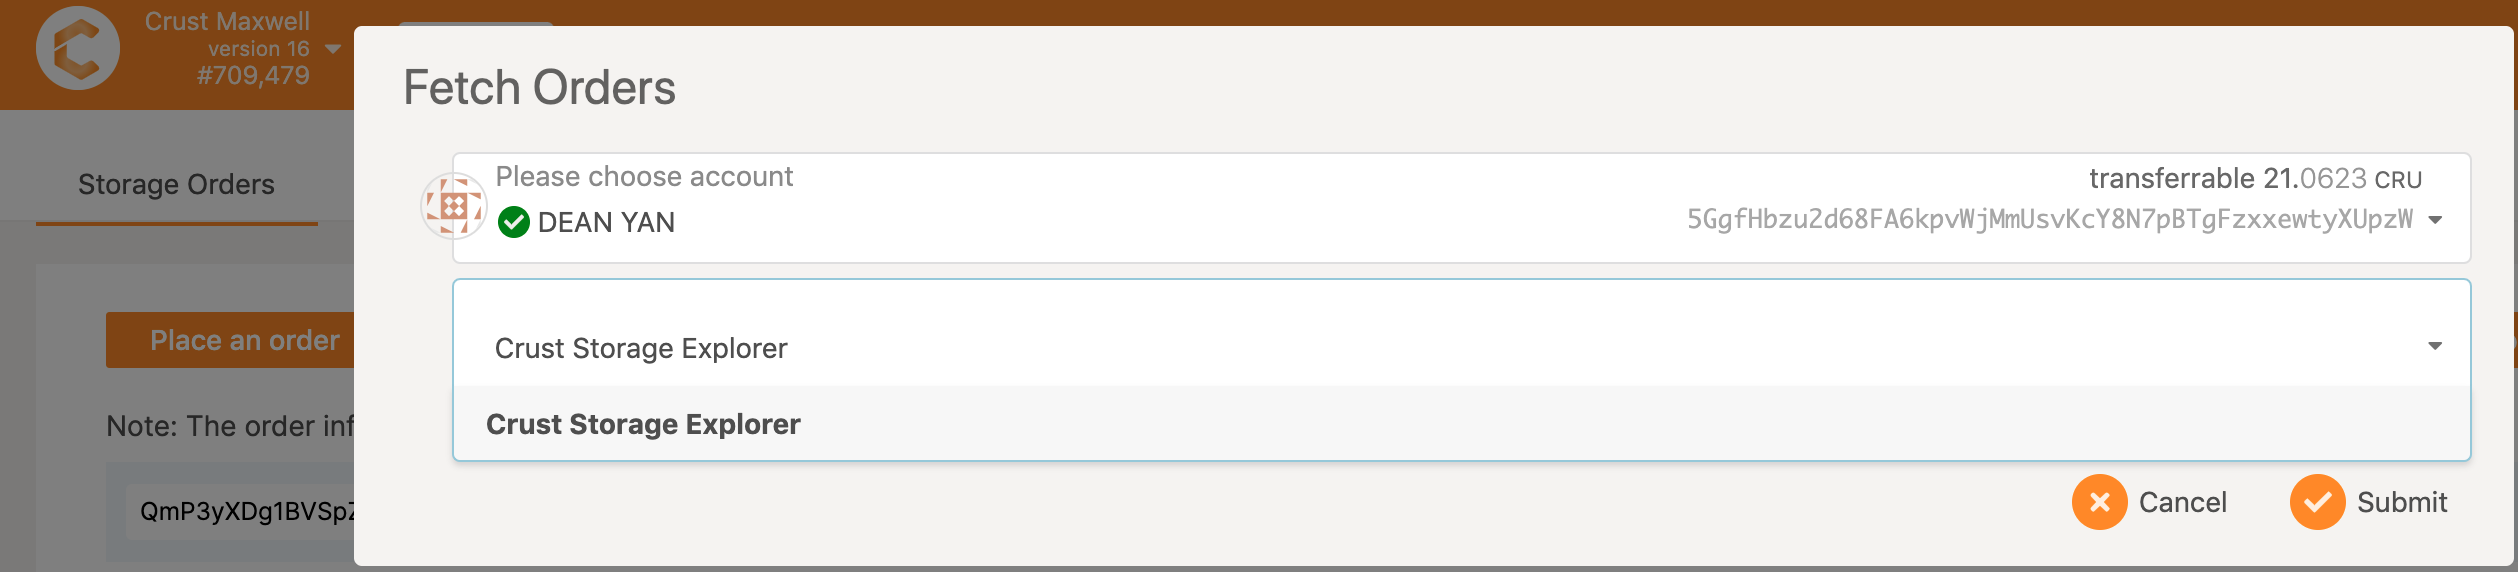 Crust Maxwell
version 16
#709,479
Storage Orders
Place an order
Note: The order inf
QmP3yXDg1BVSpZ
Fetch Orders
Please choose account
DEAN YAN
transferrable 21.0623 CRU
5GgfHbzu2d68FA6kpvWjMmUsvKcY8N7pBTgFzxxewtyXUpzW
Crust Storage Explorer
Crust Storage Explorer
Cancel
Submit